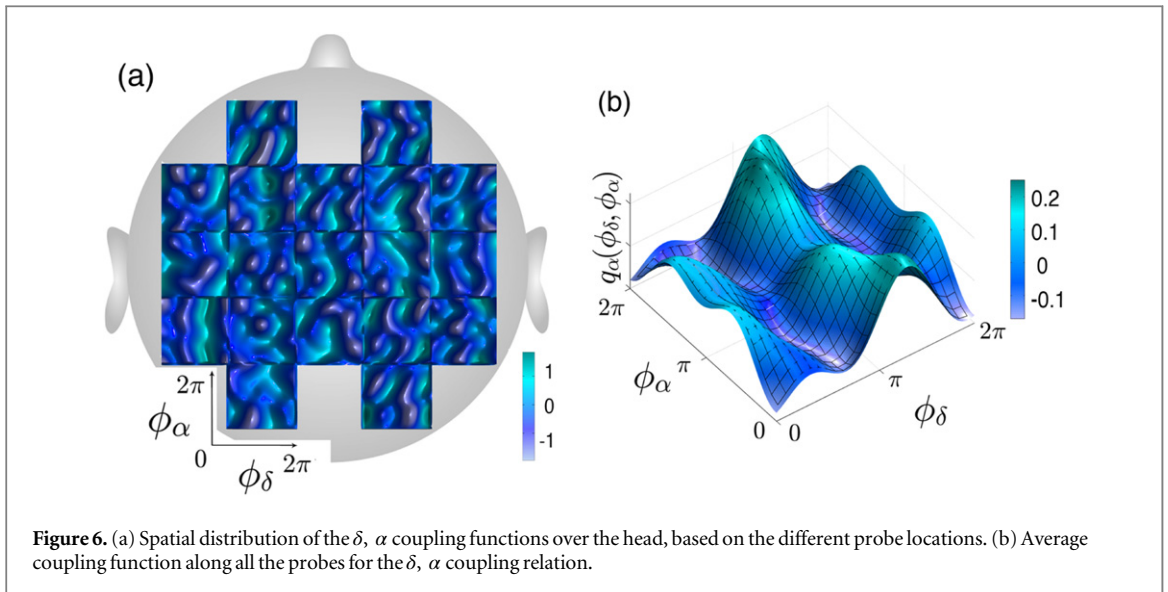 (a)
2π
ϕα
0
ϕδ
2π
1
0
-1
(b)
qα(ϕδ, ϕα)
2π
ϕα
π
0
0
π
ϕδ
2π
0.2
0.1
0
-0.1
Figure 6. (a) Spatial distribution of the δ, α coupling functions over the head, based on the different probe locations. (b) Average
coupling function along all the probes for the δ, α coupling relation.